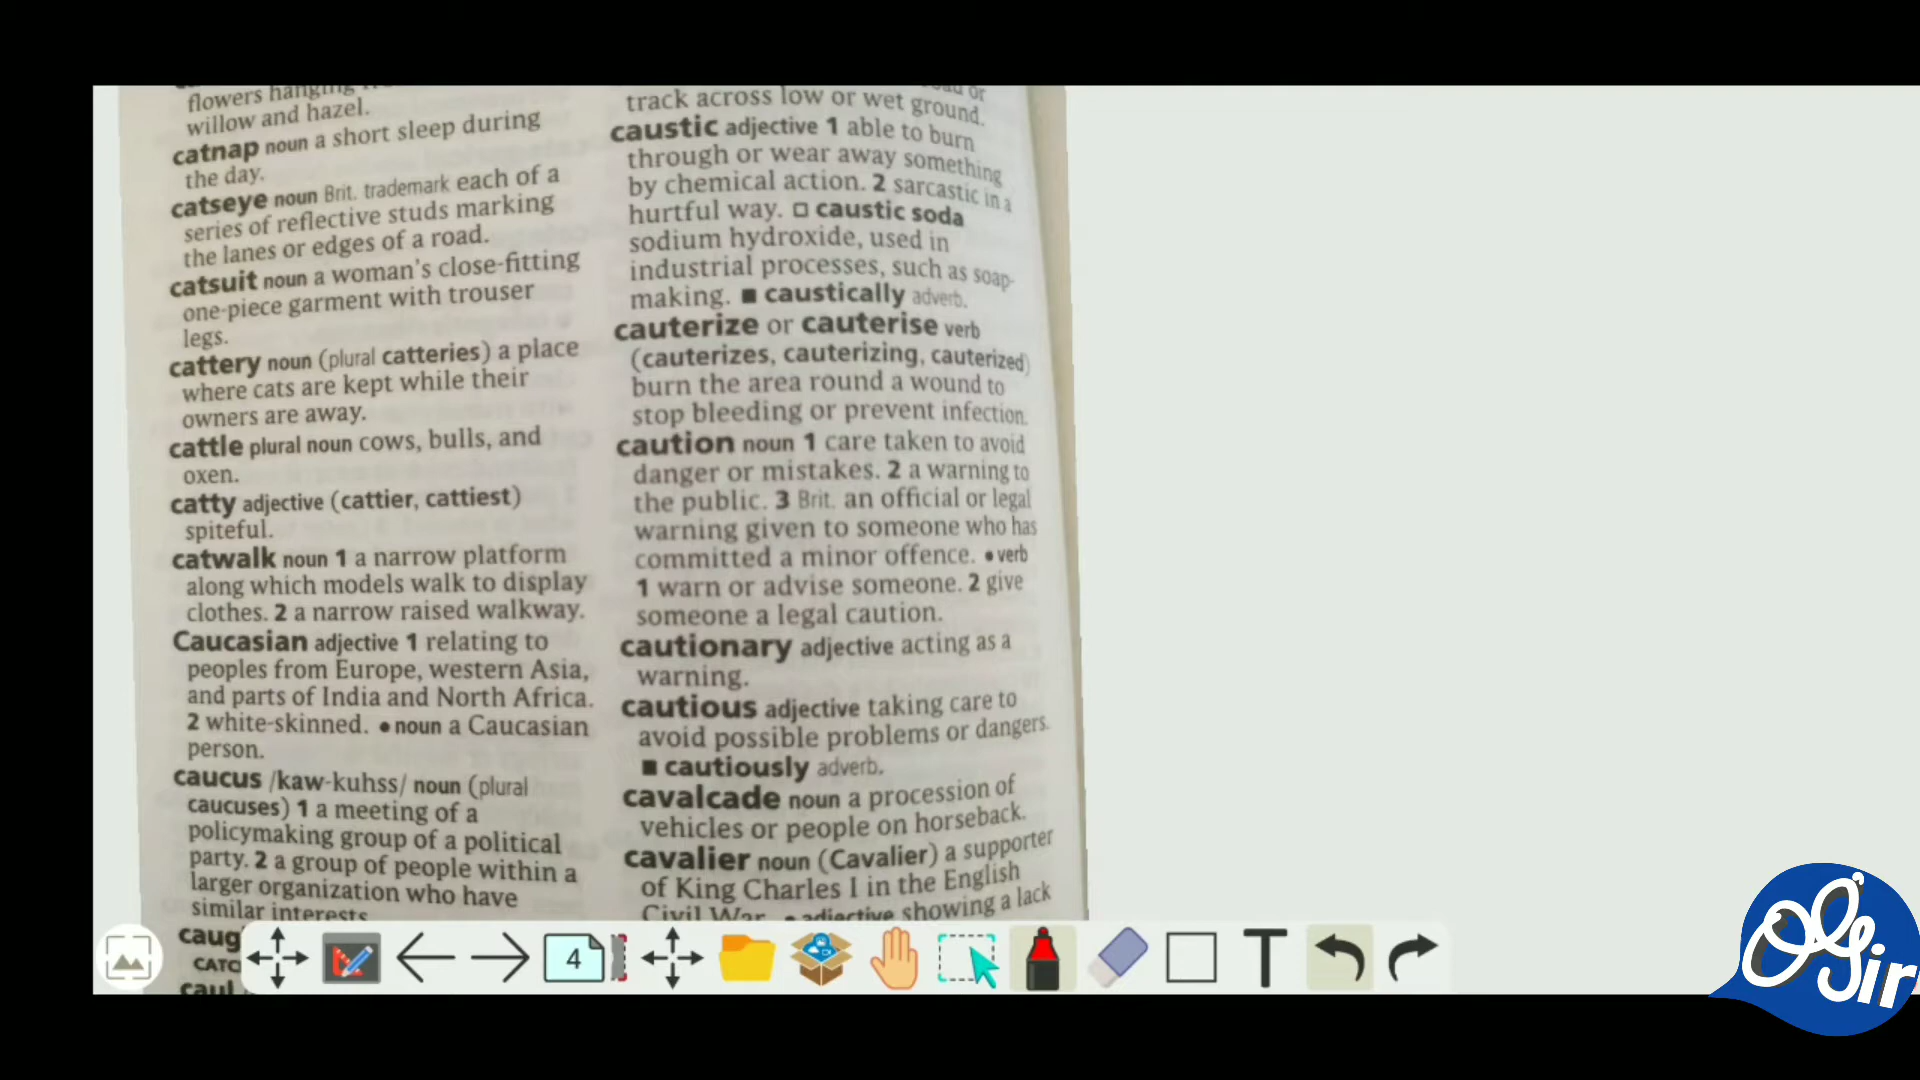 flowers hanging
willow and hazel.
catnap noun a short sleep during
the day.
catseye noun Brit. trademark each of a
series of reflective studs marking
the lanes or edges of a road.
catsuit noun a woman's close-fitting
one-piece garment with trouser
legs.
cattery noun (plural catteries) a place
where cats are kept while their
owners are away.
cattle plural noun cows, bulls, and
oxen.
catty adjective (cattier, cattiest)
spiteful.
catwalk noun 1 a narrow platform
along which models walk to display
clothes. 2 a narrow raised walkway.
Caucasian adjective 1 relating to
peoples from Europe, western Asia,
and parts of India and North Africa.
2 white-skinned. • noun a Caucasian
person.
caucus /kaw-kuhss/ noun (plural
caucuses) 1 a meeting of a
policymaking group of a political
party. 2 a group of people within a
larger organization who have
similar interests
caug
CATC
caul
or
track across low or wet ground.
caustic adjective 1 able to burn
through or wear away something
by chemical action. 2 sarcastic in a
hurtful way. □ caustic soda
sodium hydroxide, used in
industrial processes, such as soap-
making. ■ caustically adverb.
cauterize or cauterise verb
(cauterizes, cauterizing, cauterized)
burn the area round a wound to
stop bleeding or prevent infection.
caution noun 1 care taken to avoid
danger or mistakes. 2 a warning to
the public. 3 Brit. an official or legal
warning given to someone who has
committed a minor offence. • verb
1 warn or advise someone. 2 give
someone a legal caution.
cautionary adjective acting as a
warning.
cautious adjective taking care to
avoid possible problems or dangers.
■ cautiously adverb.
cavalcade noun a procession of
vehicles or people on horseback.
cavalier noun (Cavalier) a supporter
of King Charles I in the English
Civil War. • adjective showing a lack
4
T
OG Sir